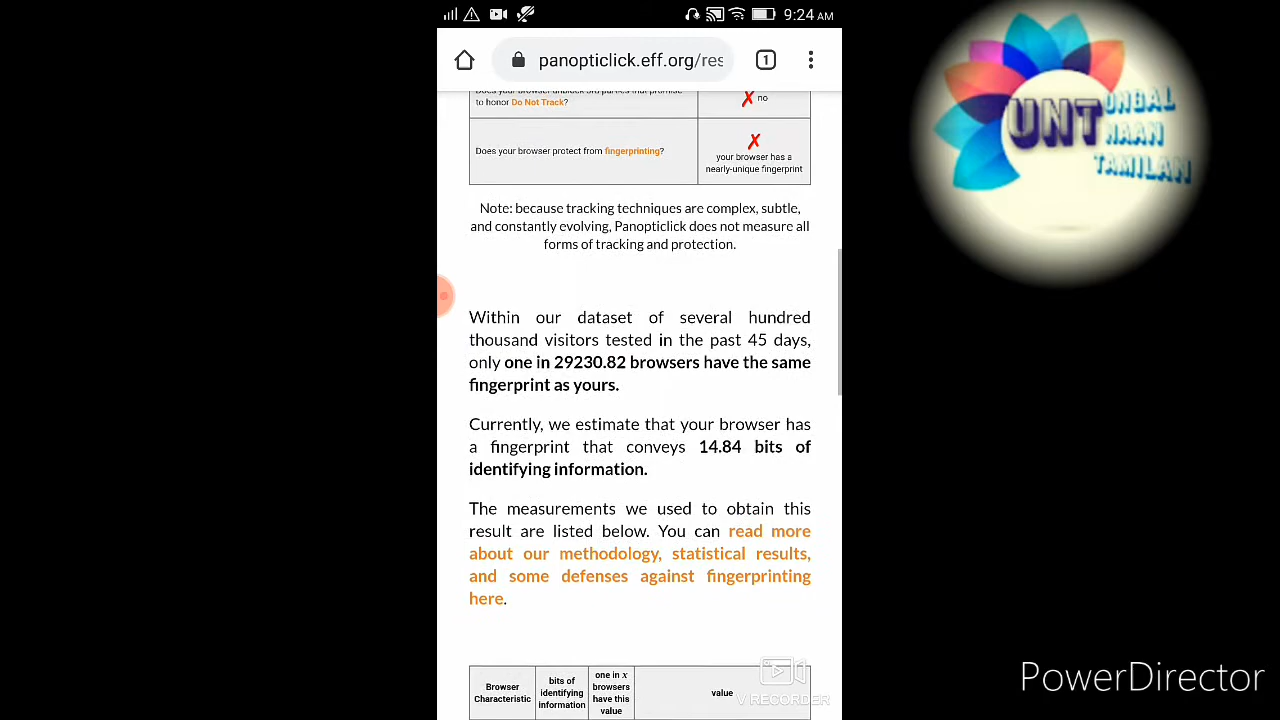 9:24 AM
panopticlick.eff.org/res
1
to honor Do Not Track?
no
Does your browser protect from fingerprinting?
your browser has a
nearly-unique fingerprint
Note: because tracking techniques are complex, subtle,
and constantly evolving, Panopticlick does not measure all
forms of tracking and protection.
Within our dataset of several hundred
thousand visitors tested in the past 45 days,
only one in 29230.82 browsers have the same
fingerprint as yours.
Currently, we estimate that your browser has
a fingerprint that conveys 14.84 bits of
identifying information.
The measurements we used to obtain this
result are listed below. You can read more
about our methodology, statistical results,
and some defenses against fingerprinting
here.
Browser
Characteristic
bits of
identifying
information
one in x
browsers
have this
value
value
V RECORDER
UNT
UNGAL
NAAN
TAMILAN
PowerDirector